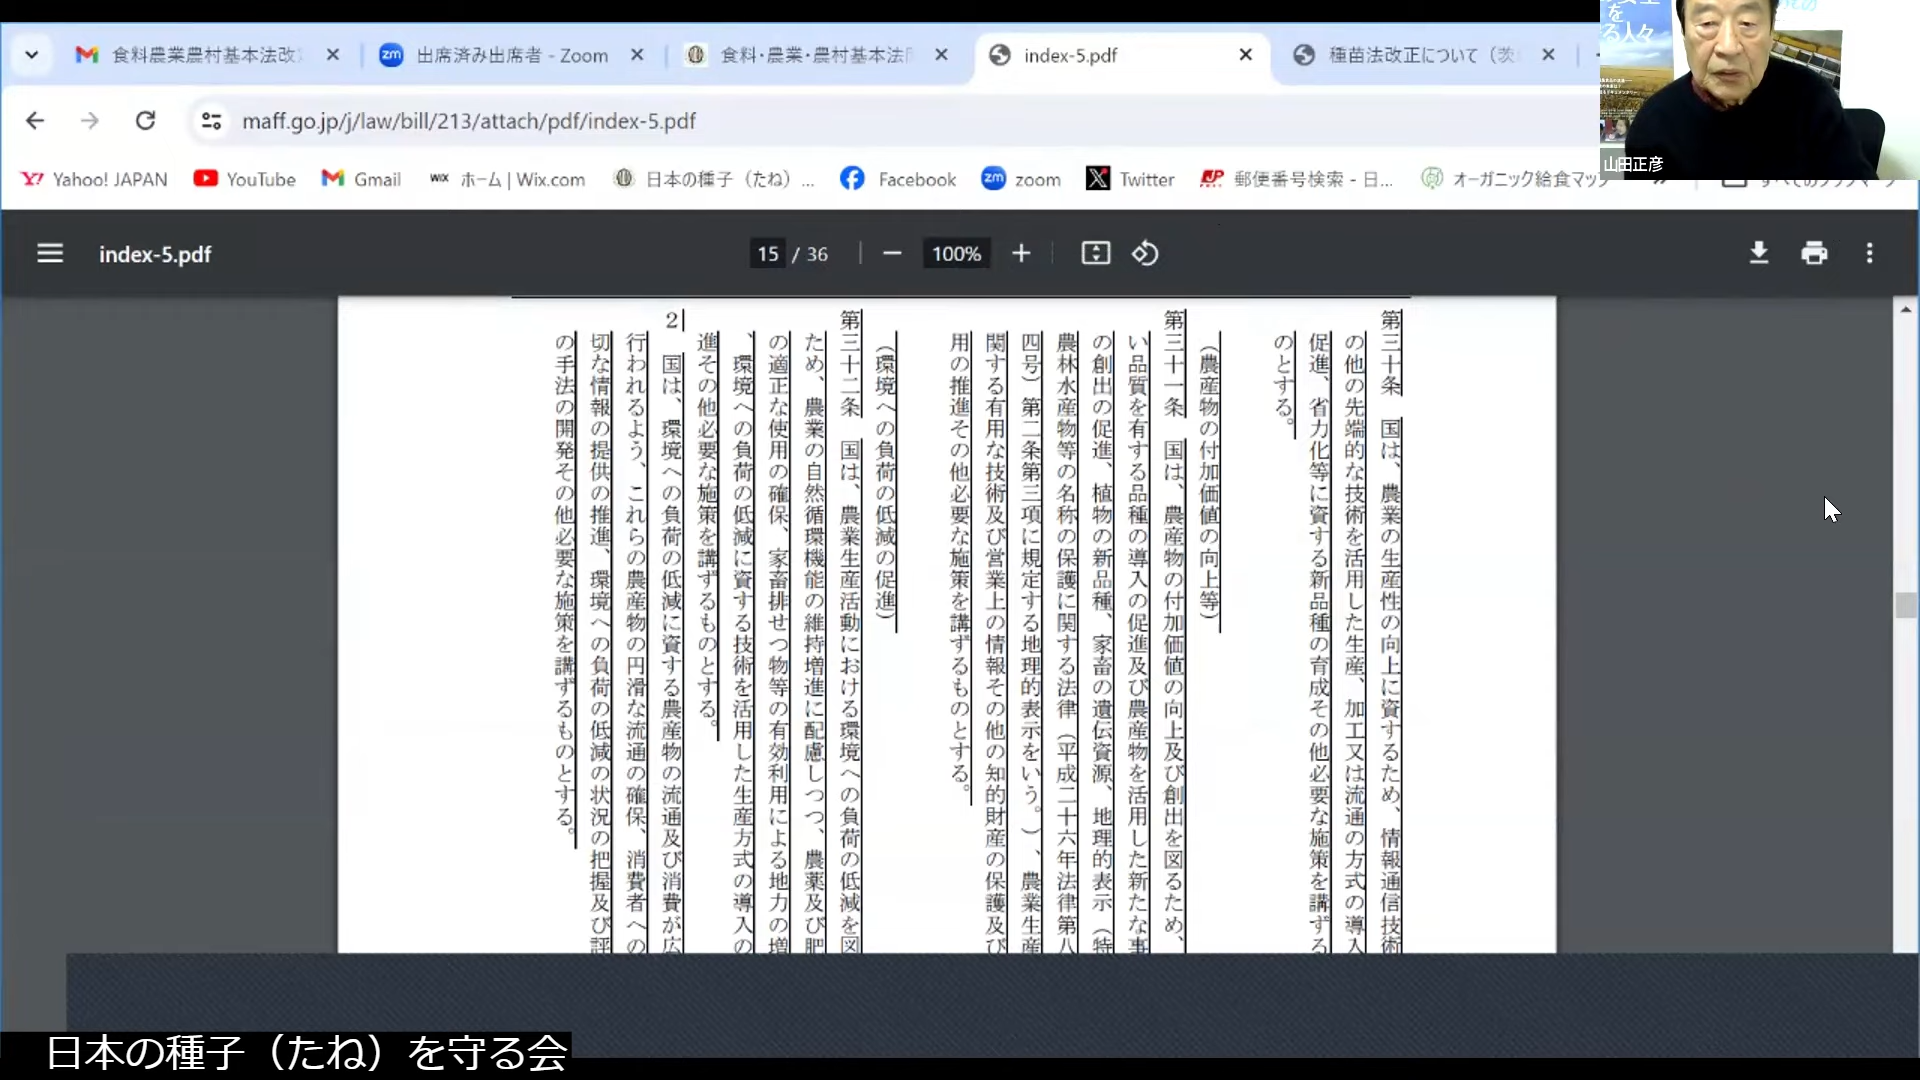 食料農業農村基本法改
出席済み出席者 - Zoom
食料・農業・農村基本法
index-5.pdf
種苗法改正について（茨
maff.go.jp/j/law/bill/213/attach/pdf/index-5.pdf
Yahoo! JAPAN
YouTube
Gmail
WIX ホーム | Wix.com
日本の種子（たね）...
Facebook
zoom
Twitter
郵便番号検索 - 日...
オーガニック給食マップ
山田正彦
index-5.pdf
15 / 36
100%
第三十条　国は、農業の生産性の向上に資するため、情報通信技術
の他の先端的な技術を活用した生産、加工又は流通の方式の導入
促進、省力化等に資する新品種の育成その他必要な施策を講ずる
のとする。
（農産物の付加価値の向上等）
第三十一条　国は、農産物の付加価値の向上及び創出を図るため、
い品質を有する品種の導入の促進及び農産物を活用した新たな事
の創出の促進、植物の新品種、家畜の遺伝資源、地理的表示（特
農林水産物等の名称の保護に関する法律（平成二十六年法律第八
四号）第二条第三項に規定する地理的表示をいう。）、農業生産
関する有用な技術及び営業上の情報その他の知的財産の保護及び
用の推進その他必要な施策を講ずるものとする。
（環境への負荷の低減の促進）
第三十二条　国は、農業生産活動における環境への負荷の低減を図
ため、農業の自然循環機能の維持増進に配慮しつつ、農薬及び肥
の適正な使用の確保、家畜排せつ物等の有効利用による地力の増
、環境への負荷の低減に資する技術を活用した生産方式の導入の
進その他必要な施策を講ずるものとする。
２　国は、環境への負荷の低減に資する農産物の流通及び消費が広
行われるよう、これらの農産物の円滑な流通の確保、消費者への
切な情報の提供の推進、環境への負荷の低減の状況の把握及び評
の手法の開発その他必要な施策を講ずるものとする。
日本の種子（たね）を守る会